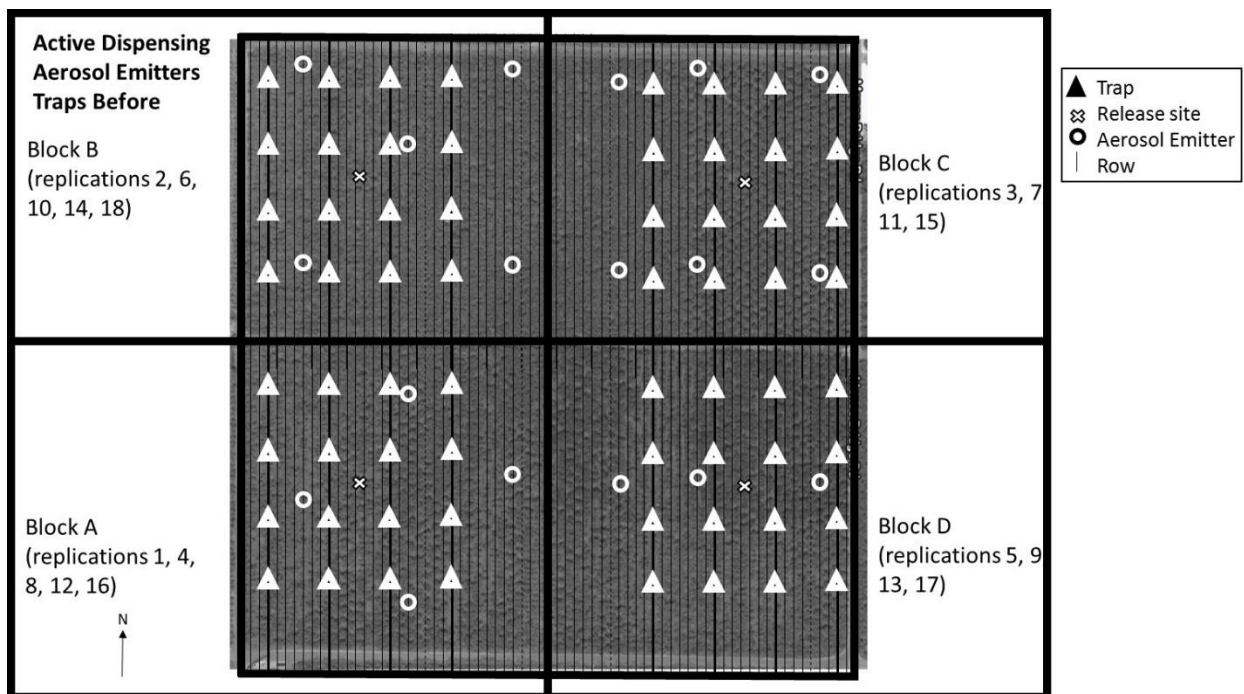 Active Dispensing
Aerosol Emitters
Traps Before
Block B
(replications 2, 6,
10, 14, 18)
Block C
(replications 3, 7
11, 15)
Trap
Release site
Aerosol Emitter
Row
Block A
(replications 1, 4,
8, 12, 16)
Block D
(replications 5, 9
13, 17)
N